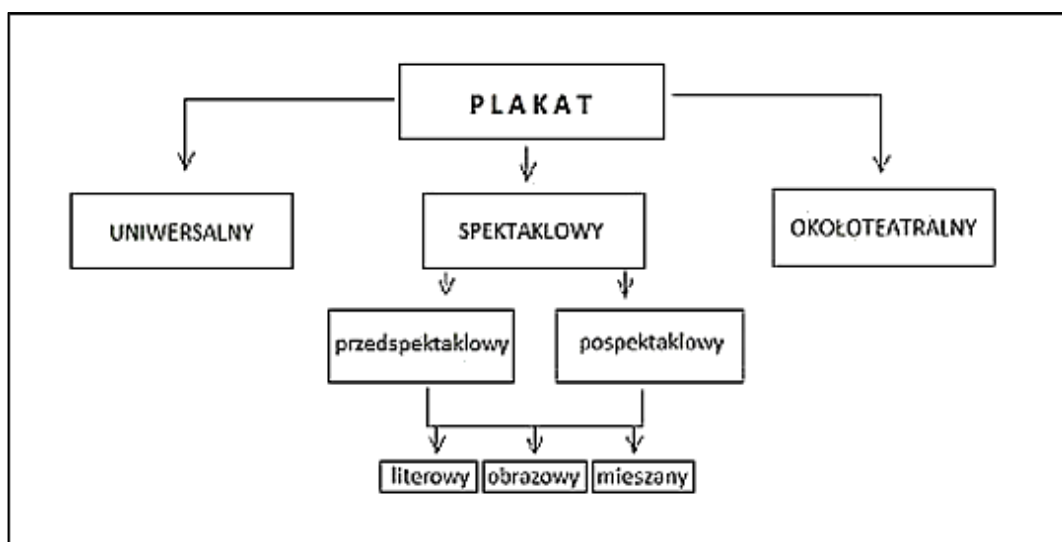 PLAKAT
UNIWERSALNY
SPEKTAKLOWY
OKOŁOTEATRALNY
przedspektaklowy
pospektaklowy
literowy
obrazowy
mieszany